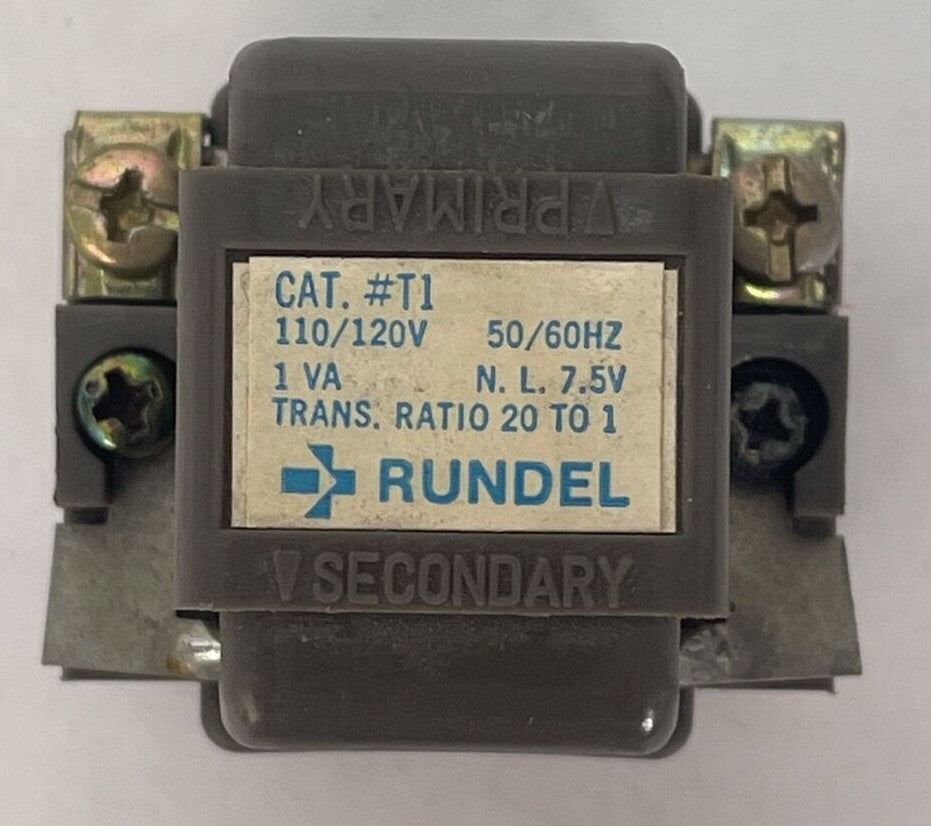 ▽PRIMARY
CAT. #T1
110/120V 50/60HZ
1 VA N. L. 7.5V
TRANS. RATIO 20 TO 1
RUNDEL
▽SECONDARY